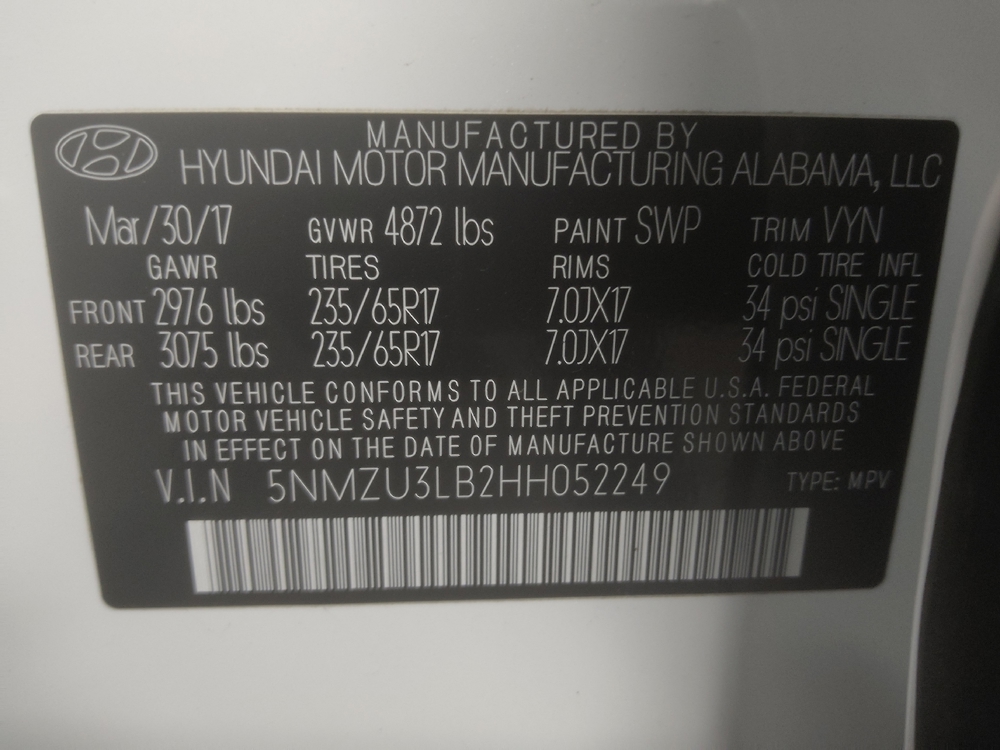 MANUFACTURED BY
HYUNDAI MOTOR MANUFACTURING ALABAMA, LLC
Mar/30/17 GVWR 4872 lbs PAINT SWP TRIM VYN
GAWR TIRES RIMS COLD TIRE INFL
FRONT 2976 lbs 235/65R17 7.0JX17 34 psi SINGLE
REAR 3075 lbs 235/65R17 7.0JX17 34 psi SINGLE
THIS VEHICLE CONFORMS TO ALL APPLICABLE U.S.A. FEDERAL
MOTOR VEHICLE SAFETY AND THEFT PREVENTION STANDARDS
IN EFFECT ON THE DATE OF MANUFACTURE SHOWN ABOVE
V.I.N 5NMZU3LB2HH052249 TYPE: MPV